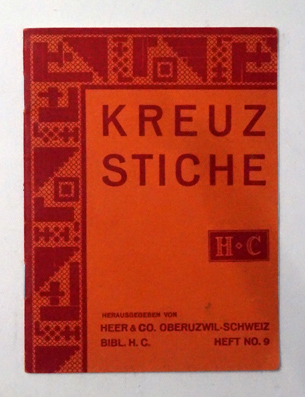 KREUZ
STICHE
H◇C
HERAUSGEGEBEN VON
HEER & CO. OBERUZWIL-SCHWEIZ
BIBL. H. C. HEFT NO. 9